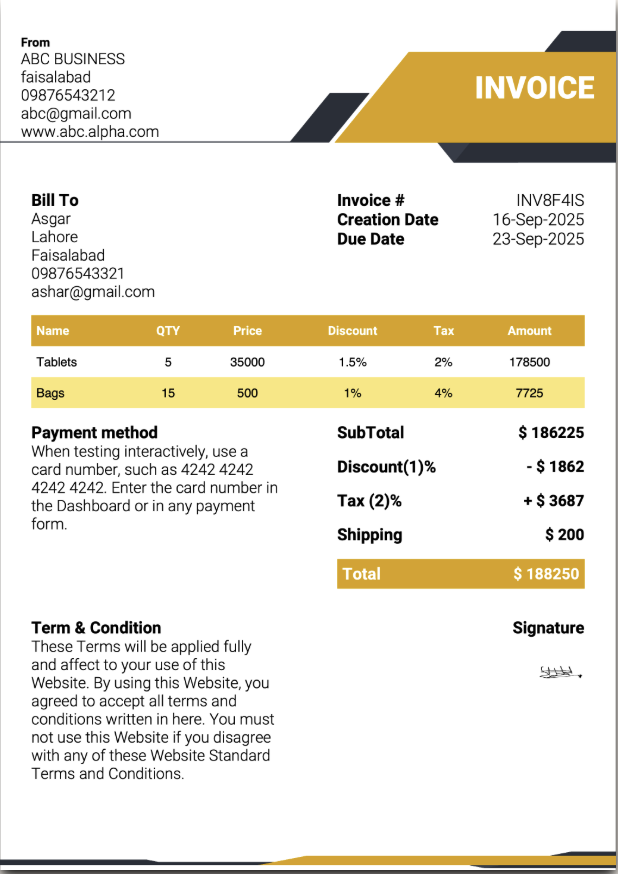 From
ABC BUSINESS
faisalabad
09876543212
abc@gmail.com
www.abc.alpha.com
INVOICE
Bill To
Asgar
Lahore
Faisalabad
09876543321
ashar@gmail.com
Invoice # INV8F4IS
Creation Date 16-Sep-2025
Due Date 23-Sep-2025
Name QTY Price Discount Tax Amount
Tablets 5 35000 1.5% 2% 178500
Bags 15 500 1% 4% 7725
Payment method
When testing interactively, use a
card number, such as 4242 4242
4242 4242. Enter the card number in
the Dashboard or in any payment
form.
SubTotal $ 186225
Discount(1)% - $ 1862
Tax (2)% + $ 3687
Shipping $ 200
Total $ 188250
Term & Condition
These Terms will be applied fully
and affect to your use of this
Website. By using this Website, you
agreed to accept all terms and
conditions written in here. You must
not use this Website if you disagree
with any of these Website Standard
Terms and Conditions.
Signature